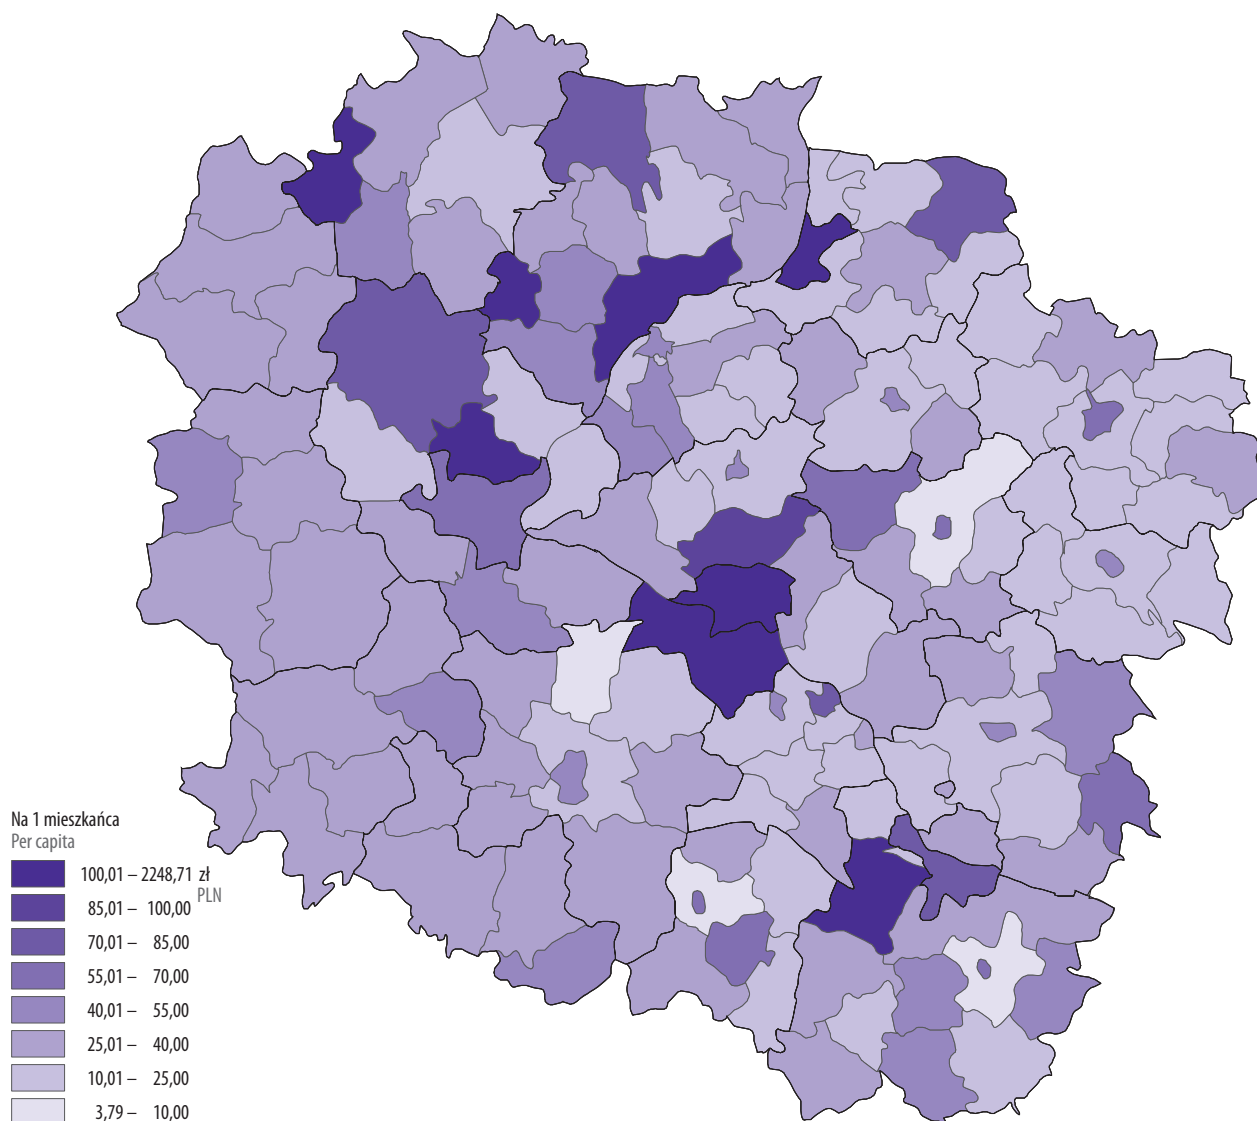 Na 1 mieszkańca
Per capita
100,01 – 2248,71 zł
PLN
85,01 – 100,00
70,01 – 85,00
55,01 – 70,00
40,01 – 55,00
25,01 – 40,00
10,01 – 25,00
3,79 – 10,00